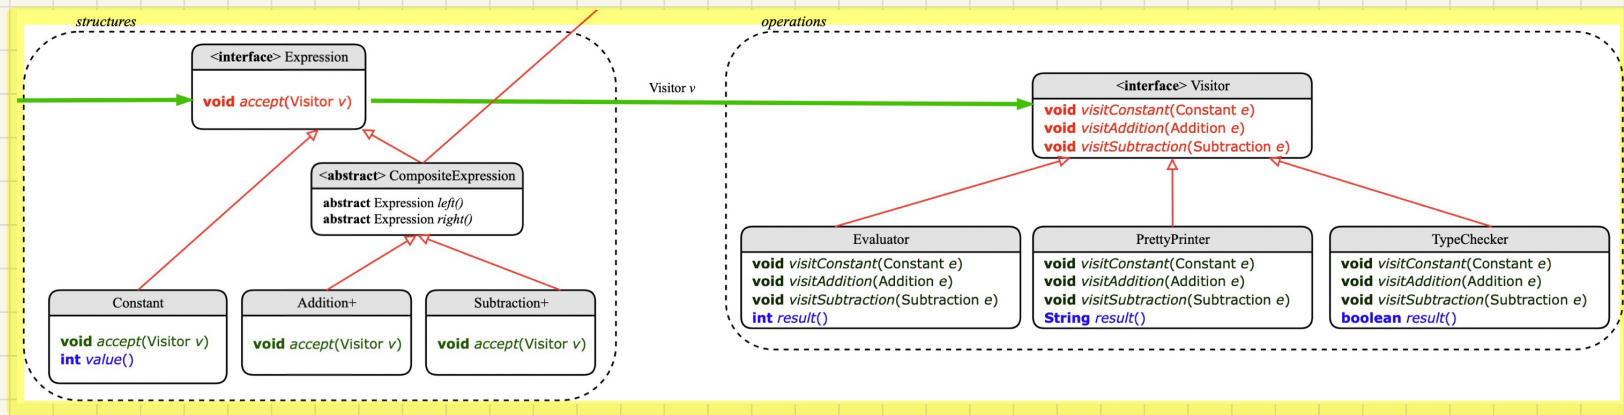 structures
operations
<interface> Expression
void accept(Visitor v)
Visitor v
<interface> Visitor
void visitConstant(Constant e)
void visitAddition(Addition e)
void visitSubtraction(Subtraction e)
<abstract> CompositeExpression
abstract Expression left()
abstract Expression right()
Constant
void accept(Visitor v)
int value()
Addition+
void accept(Visitor v)
Subtraction+
void accept(Visitor v)
Evaluator
void visitConstant(Constant e)
void visitAddition(Addition e)
void visitSubtraction(Subtraction e)
int result()
PrettyPrinter
void visitConstant(Constant e)
void visitAddition(Addition e)
void visitSubtraction(Subtraction e)
String result()
TypeChecker
void visitConstant(Constant e)
void visitAddition(Addition e)
void visitSubtraction(Subtraction e)
boolean result()